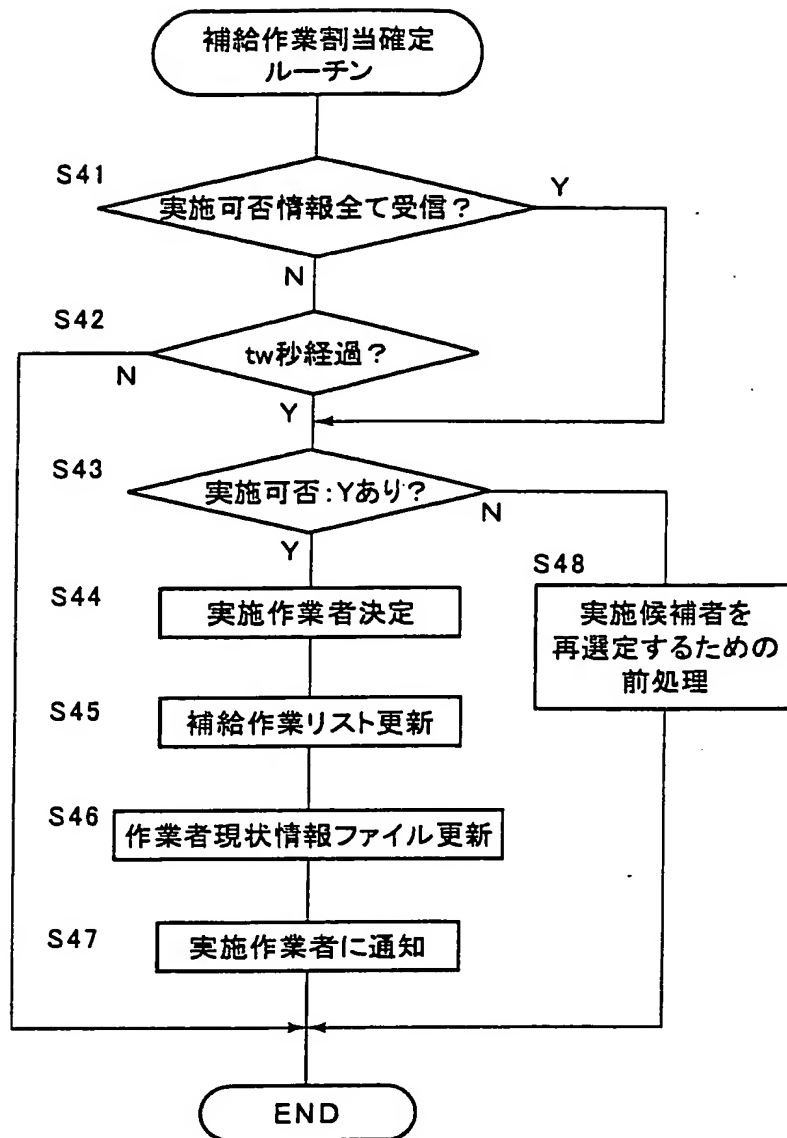 補給作業割当確定
ルーチン
S41
実施可否情報全て受信？
Y
N
S42
tw秒経過？
N
Y
S43
実施可否：Yあり？
N
Y
S48
S44
実施作業者決定
実施候補者を
再選定するための
前処理
S45
補給作業リスト更新
S46
作業者現状情報ファイル更新
S47
実施作業者に通知
END